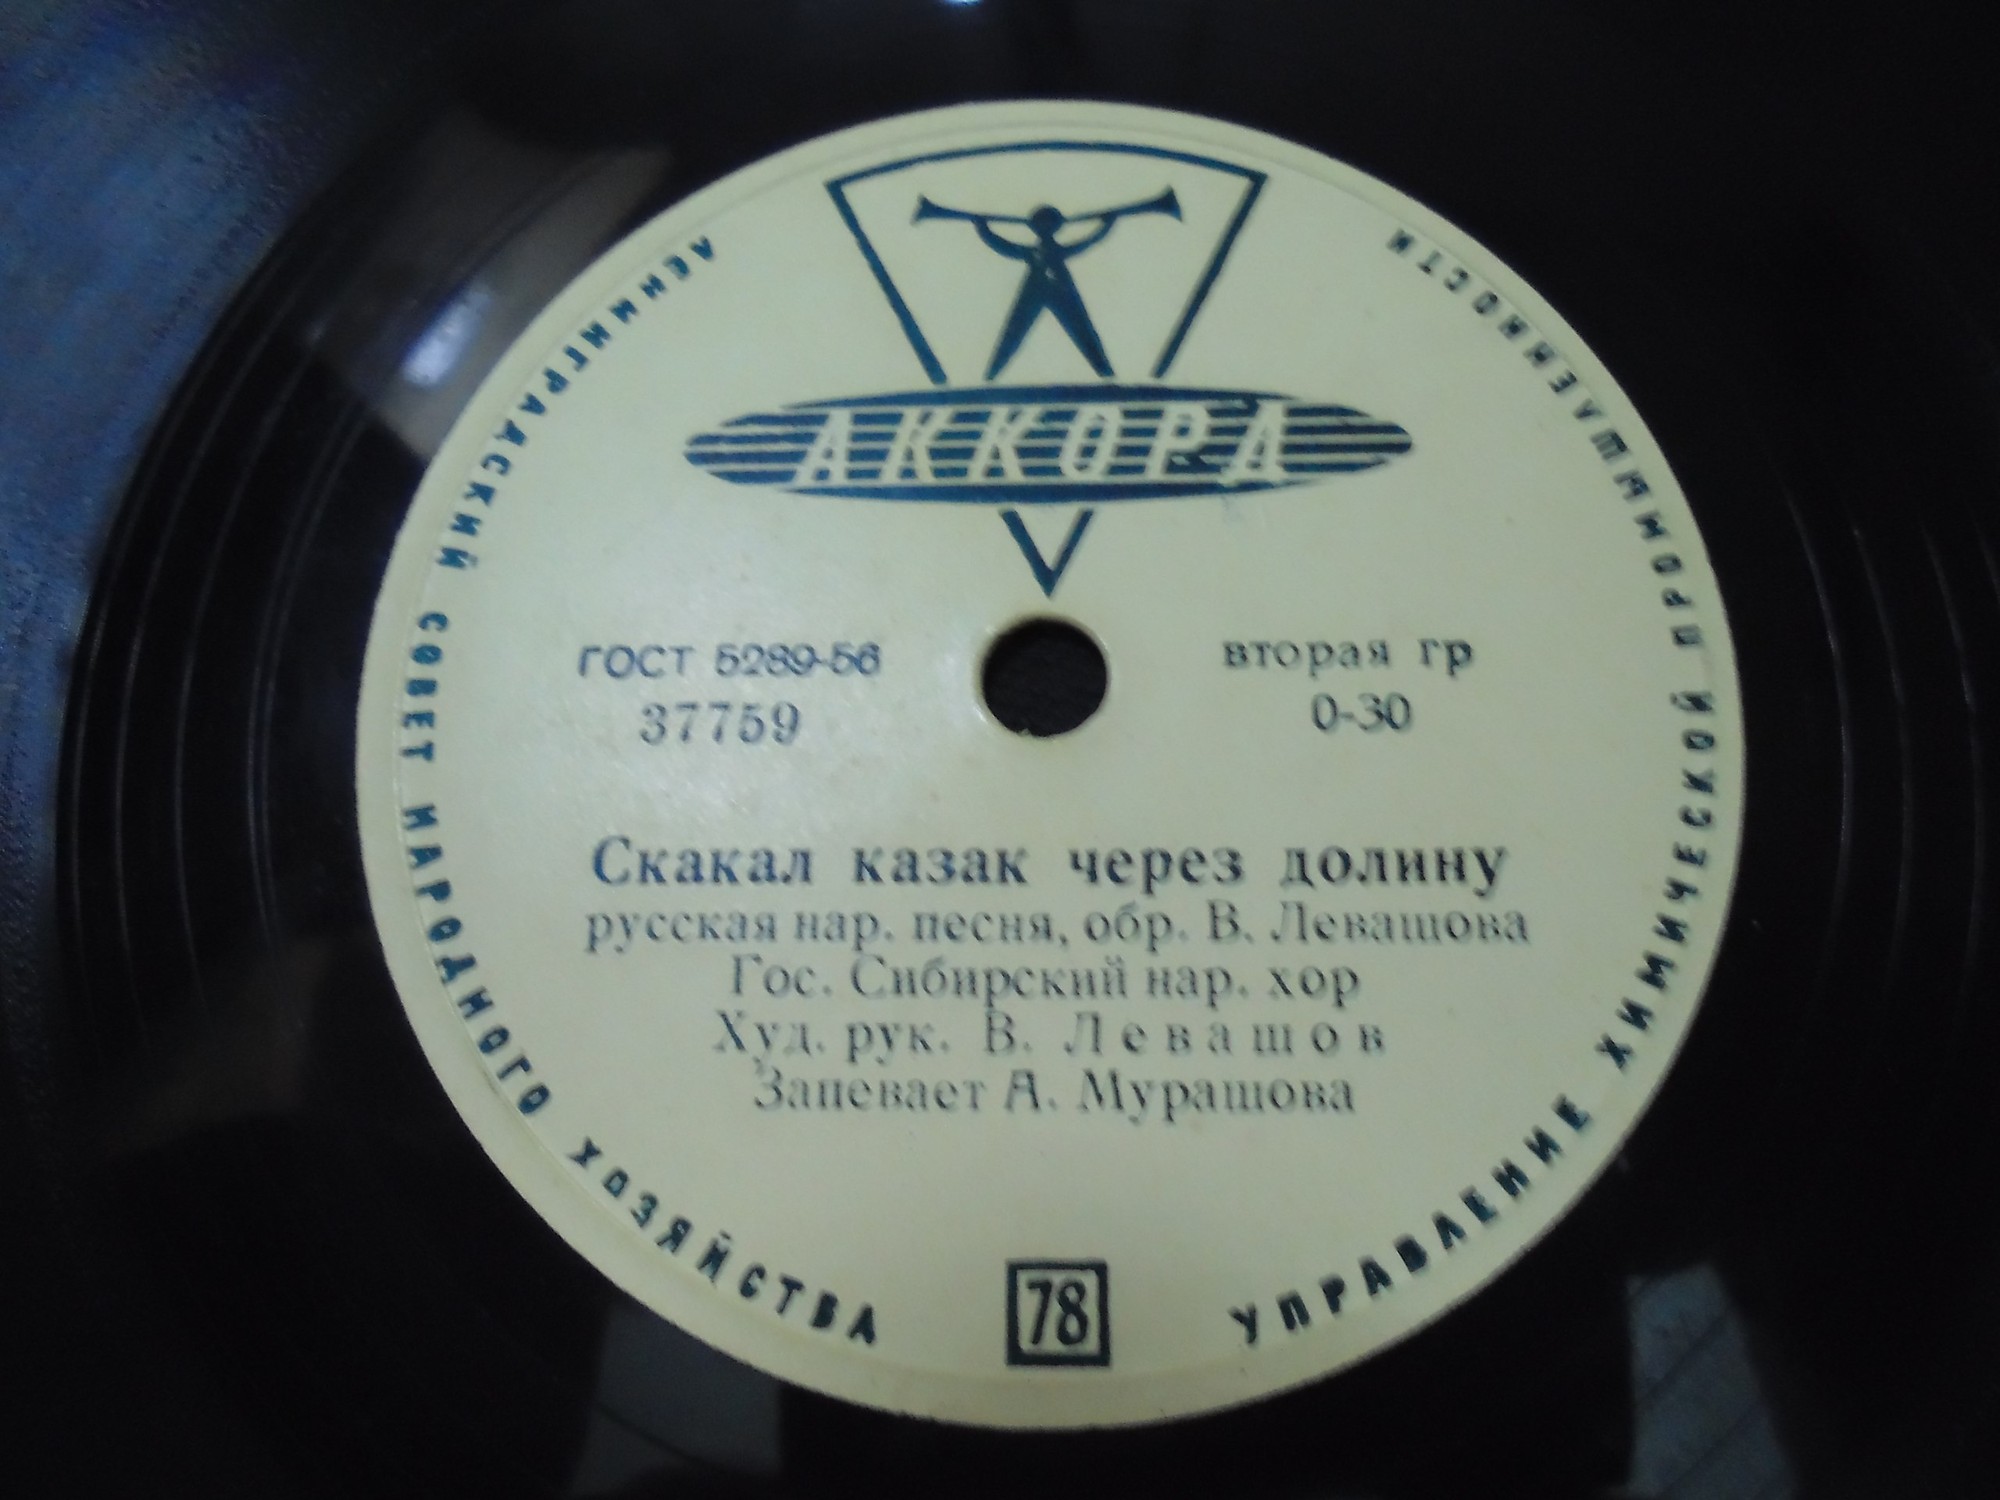 АККОРД
ЛЕНИНГРАДСКИЙ СОВЕТ НАРОДНОГО ХОЗЯЙСТВА
УПРАВЛЕНИЕ ХИМИЧЕСКОЙ ПРОМЫШЛЕННОСТИ
ГОСТ 5289-56
вторая гр
37759
0-30
Скакал казак через долину
русская нар. песня, обр. В. Левашова
Гос. Сибирский нар. хор
Худ. рук. В. Левашов
Запевает А. Мурашова
78